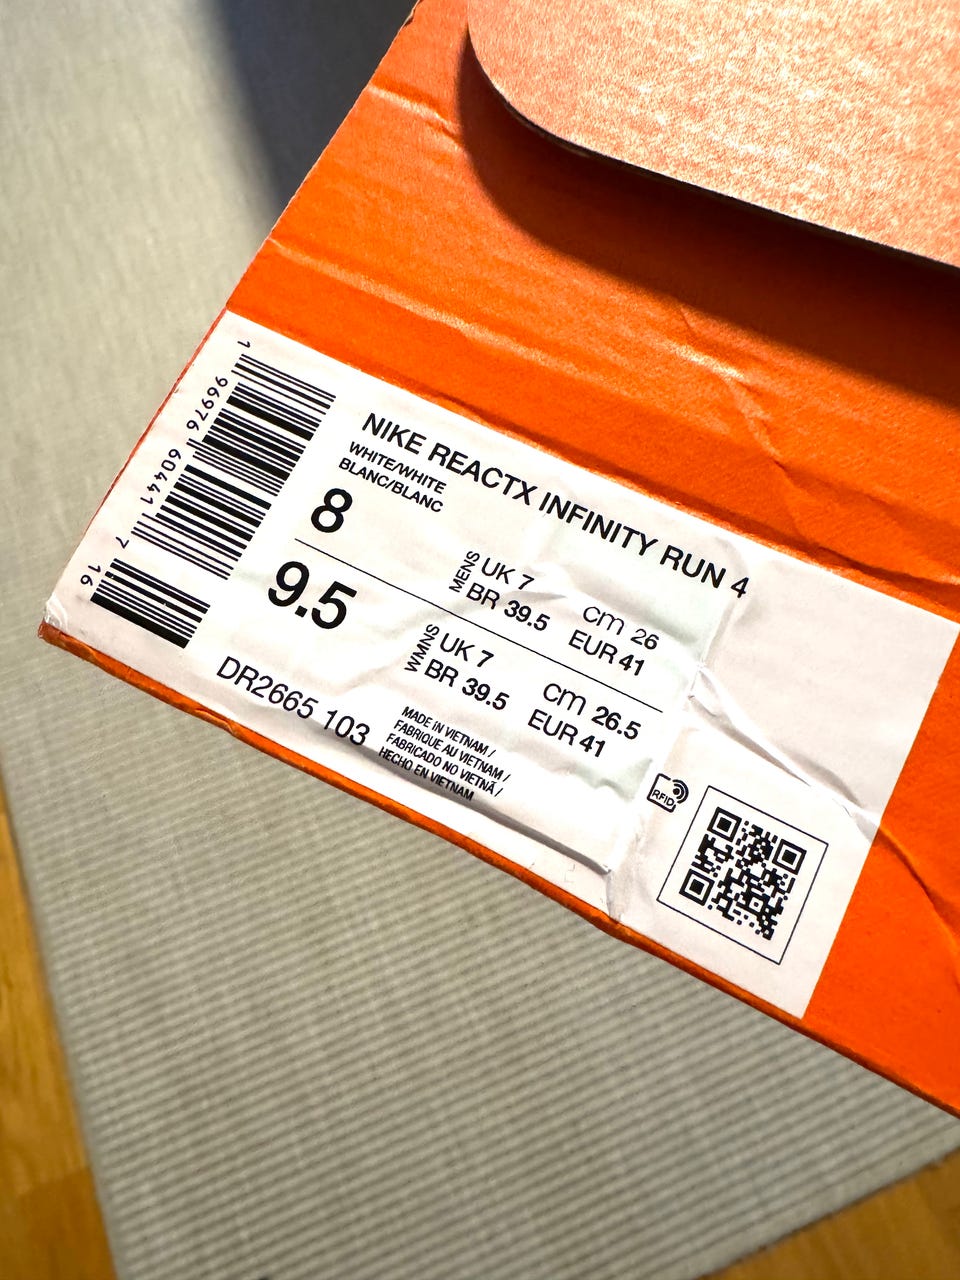 1
96976
60441
7
16
NIKE REACTX INFINITY RUN 4
WHITE/WHITE
BLANC/BLANC
8
MENS
UK 7
BR 39.5
cm 26
EUR 41
9.5
WMNS
UK 7
BR 39.5
cm 26.5
EUR 41
DR2665 103
MADE IN VIETNAM /
FABRIQUE AU VIETNAM /
FABRICADO NO VIETNÃ /
HECHO EN VIETNAM
RFID